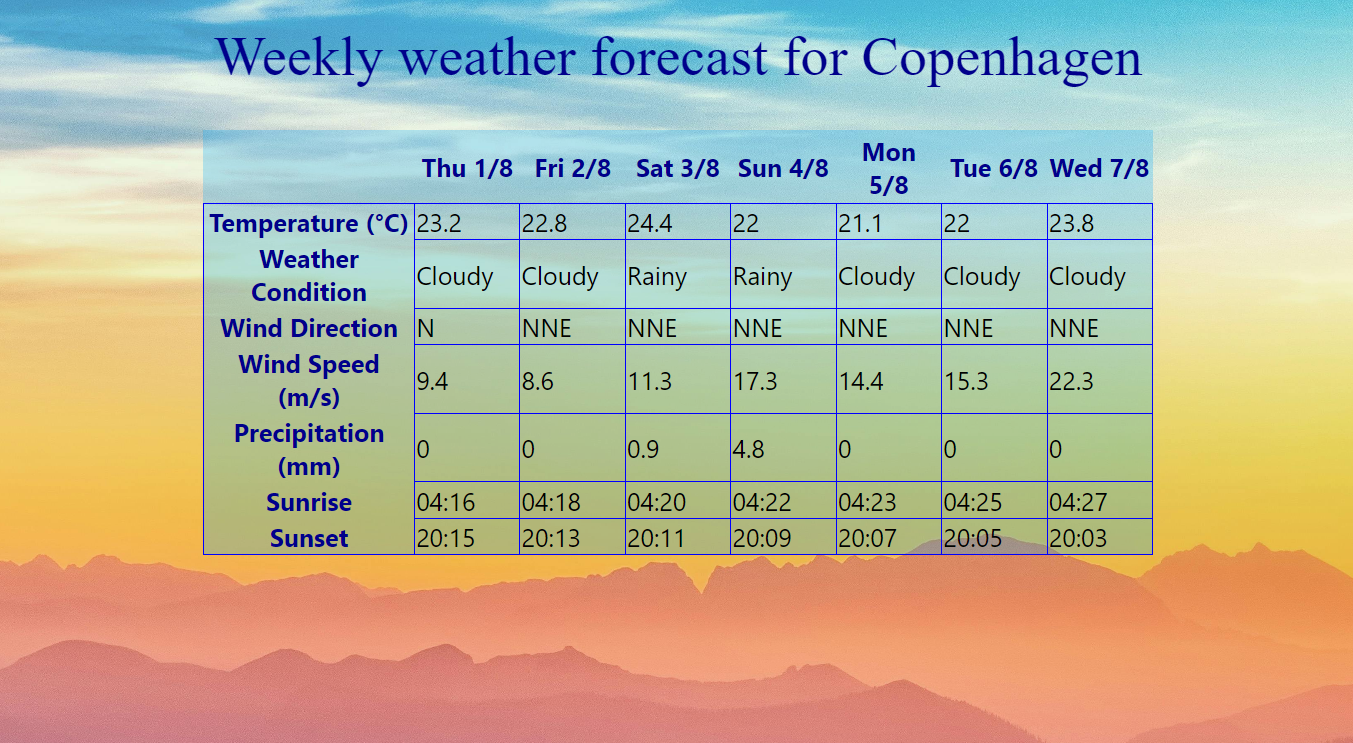 Weekly weather forecast for Copenhagen
Thu 1/8 Fri 2/8 Sat 3/8 Sun 4/8 Mon 5/8 Tue 6/8 Wed 7/8
Temperature (°C) 23.2 22.8 24.4 22 21.1 22 23.8
Weather Condition Cloudy Cloudy Rainy Rainy Cloudy Cloudy Cloudy
Wind Direction N NNE NNE NNE NNE NNE NNE
Wind Speed (m/s) 9.4 8.6 11.3 17.3 14.4 15.3 22.3
Precipitation (mm) 0 0 0.9 4.8 0 0 0
Sunrise 04:16 04:18 04:20 04:22 04:23 04:25 04:27
Sunset 20:15 20:13 20:11 20:09 20:07 20:05 20:03